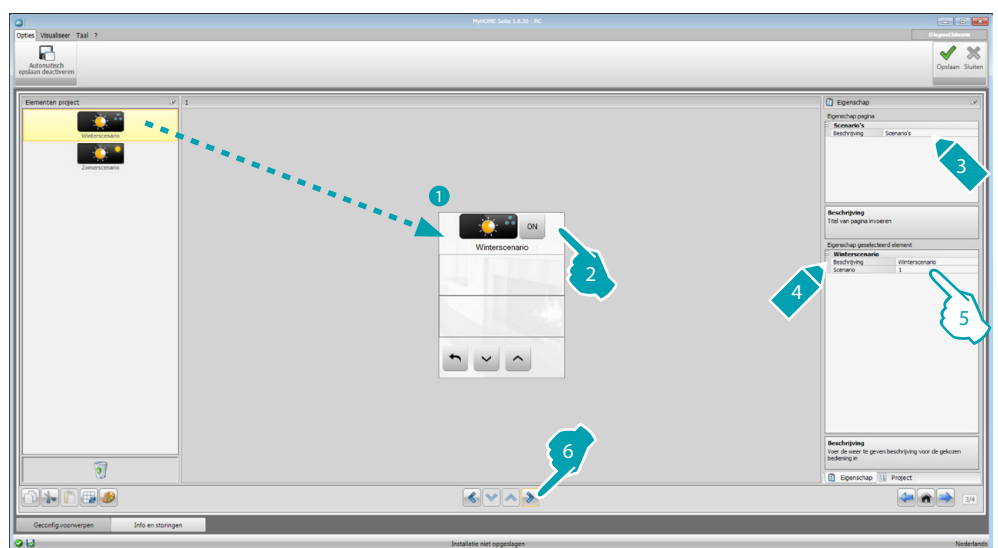 MyHOME Suite 1.0.20 - RC
Opties Visualiseer Taal ?
Automatisch
opslaan deactiveren
Opslaan Sluiten
Elementen project
1
Winterscenario
Zomerscenario
1
ON
Winterscenario
2
Eigenschap
Eigenschap pagina
Scenario's
Beschrijving Scenario's
3
Beschrijving
Titel van pagina invoeren
Eigenschap geselecteerd element
Winterscenario
Beschrijving Winterscenario
Scenario 1
4
5
Beschrijving
Voer de weer te geven beschrijving voor de gekozen
bediening in
Eigenschap Project
6
3/4
Geconfig.voorwerpen Info en storingen
Installatie niet opgeslagen
Nederlands